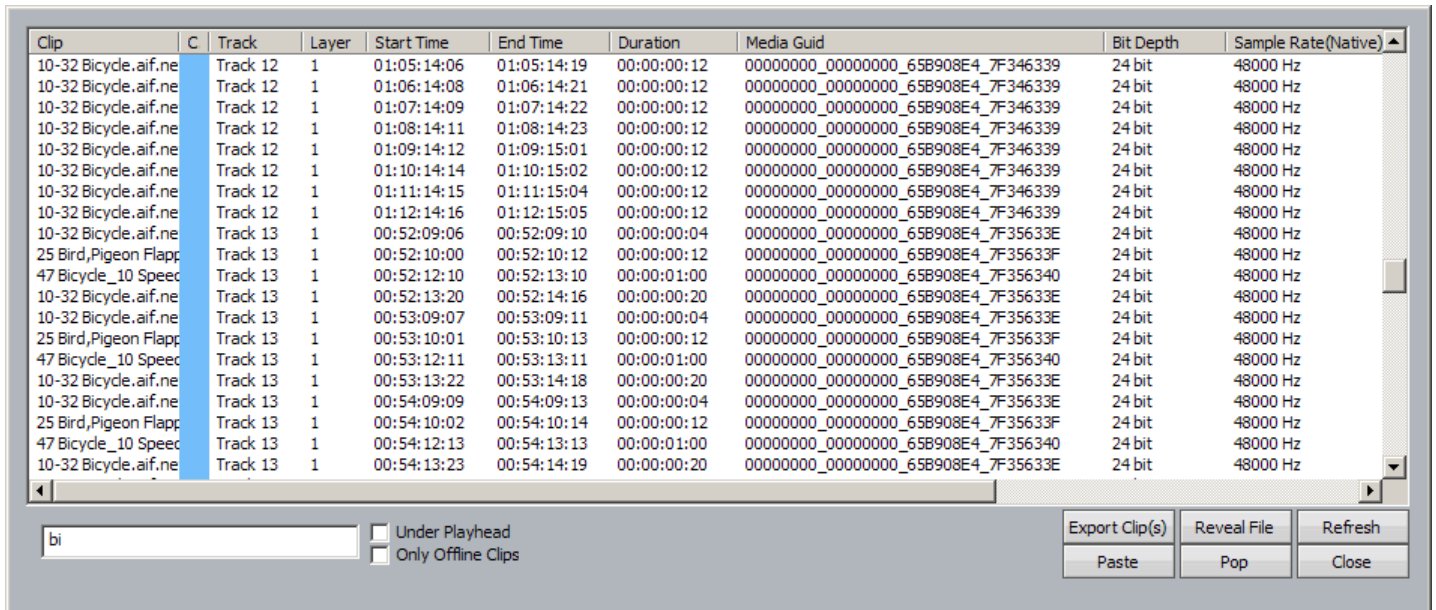 Clip C Track Layer Start Time End Time Duration Media Guid Bit Depth Sample Rate(Native)
10-32 Bicycle.aif.ne Track 12 1 01:05:14:06 01:05:14:19 00:00:00:12 00000000_00000000_65B908E4_7F346339 24 bit 48000 Hz
10-32 Bicycle.aif.ne Track 12 1 01:06:14:08 01:06:14:21 00:00:00:12 00000000_00000000_65B908E4_7F346339 24 bit 48000 Hz
10-32 Bicycle.aif.ne Track 12 1 01:07:14:09 01:07:14:22 00:00:00:12 00000000_00000000_65B908E4_7F346339 24 bit 48000 Hz
10-32 Bicycle.aif.ne Track 12 1 01:08:14:11 01:08:14:23 00:00:00:12 00000000_00000000_65B908E4_7F346339 24 bit 48000 Hz
10-32 Bicycle.aif.ne Track 12 1 01:09:14:12 01:09:15:01 00:00:00:12 00000000_00000000_65B908E4_7F346339 24 bit 48000 Hz
10-32 Bicycle.aif.ne Track 12 1 01:10:14:14 01:10:15:02 00:00:00:12 00000000_00000000_65B908E4_7F346339 24 bit 48000 Hz
10-32 Bicycle.aif.ne Track 12 1 01:11:14:15 01:11:15:04 00:00:00:12 00000000_00000000_65B908E4_7F346339 24 bit 48000 Hz
10-32 Bicycle.aif.ne Track 12 1 01:12:14:16 01:12:15:05 00:00:00:12 00000000_00000000_65B908E4_7F346339 24 bit 48000 Hz
10-32 Bicycle.aif.ne Track 13 1 00:52:09:06 00:52:09:10 00:00:00:04 00000000_00000000_65B908E4_7F35633E 24 bit 48000 Hz
25 Bird,Pigeon Flapp Track 13 1 00:52:10:00 00:52:10:12 00:00:00:12 00000000_00000000_65B908E4_7F35633F 24 bit 48000 Hz
47 Bicycle_10 Speed Track 13 1 00:52:12:10 00:52:13:10 00:00:01:00 00000000_00000000_65B908E4_7F356340 24 bit 48000 Hz
10-32 Bicycle.aif.ne Track 13 1 00:52:13:20 00:52:14:16 00:00:00:20 00000000_00000000_65B908E4_7F35633E 24 bit 48000 Hz
10-32 Bicycle.aif.ne Track 13 1 00:53:09:07 00:53:09:11 00:00:00:04 00000000_00000000_65B908E4_7F35633E 24 bit 48000 Hz
25 Bird,Pigeon Flapp Track 13 1 00:53:10:01 00:53:10:13 00:00:00:12 00000000_00000000_65B908E4_7F35633F 24 bit 48000 Hz
47 Bicycle_10 Speed Track 13 1 00:53:12:11 00:53:13:11 00:00:01:00 00000000_00000000_65B908E4_7F356340 24 bit 48000 Hz
10-32 Bicycle.aif.ne Track 13 1 00:53:13:22 00:53:14:18 00:00:00:20 00000000_00000000_65B908E4_7F35633E 24 bit 48000 Hz
10-32 Bicycle.aif.ne Track 13 1 00:54:09:09 00:54:09:13 00:00:00:04 00000000_00000000_65B908E4_7F35633E 24 bit 48000 Hz
25 Bird,Pigeon Flapp Track 13 1 00:54:10:02 00:54:10:14 00:00:00:12 00000000_00000000_65B908E4_7F35633F 24 bit 48000 Hz
47 Bicycle_10 Speed Track 13 1 00:54:12:13 00:54:13:13 00:00:01:00 00000000_00000000_65B908E4_7F356340 24 bit 48000 Hz
10-32 Bicycle.aif.ne Track 13 1 00:54:13:23 00:54:14:19 00:00:00:20 00000000_00000000_65B908E4_7F35633E 24 bit 48000 Hz
bi Under Playhead Export Clip(s) Reveal File Refresh
Only Offline Clips Paste Pop Close